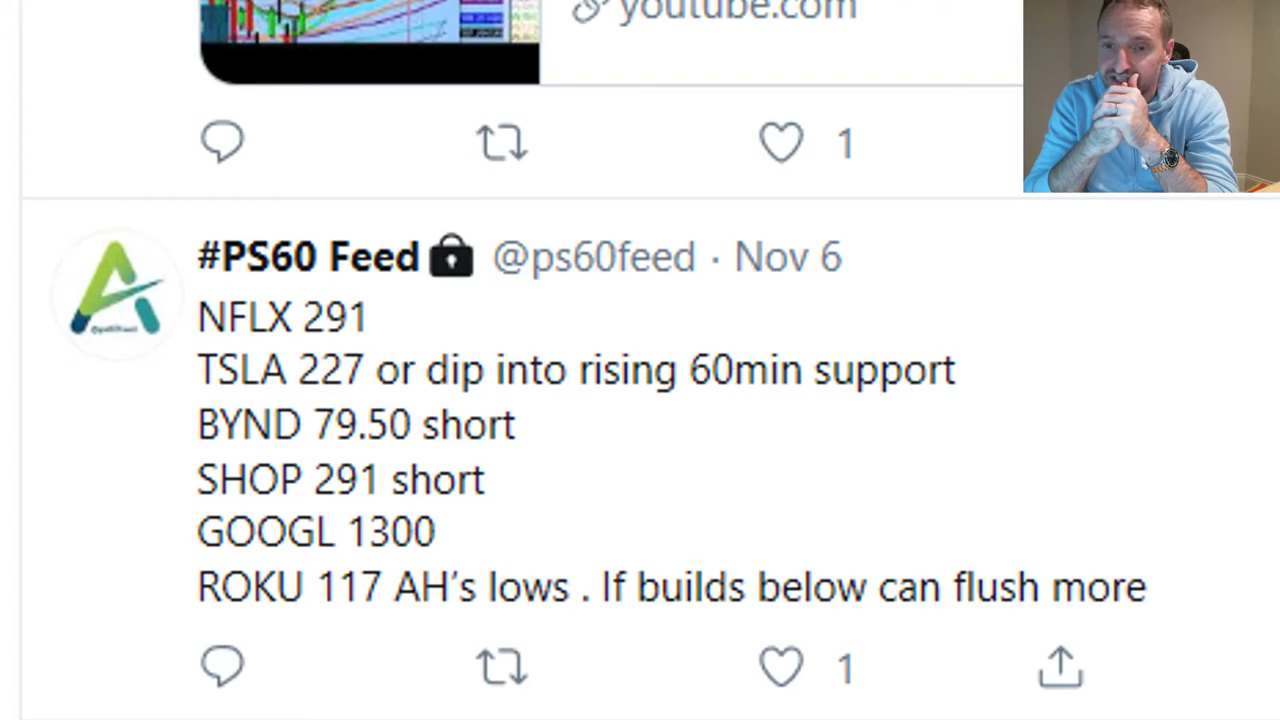 youtube.com
1
#PS60 Feed @ps60feed · Nov 6
NFLX 291
TSLA 227 or dip into rising 60min support
BYND 79.50 short
SHOP 291 short
GOOGL 1300
ROKU 117 AH’s lows . If builds below can flush more
1